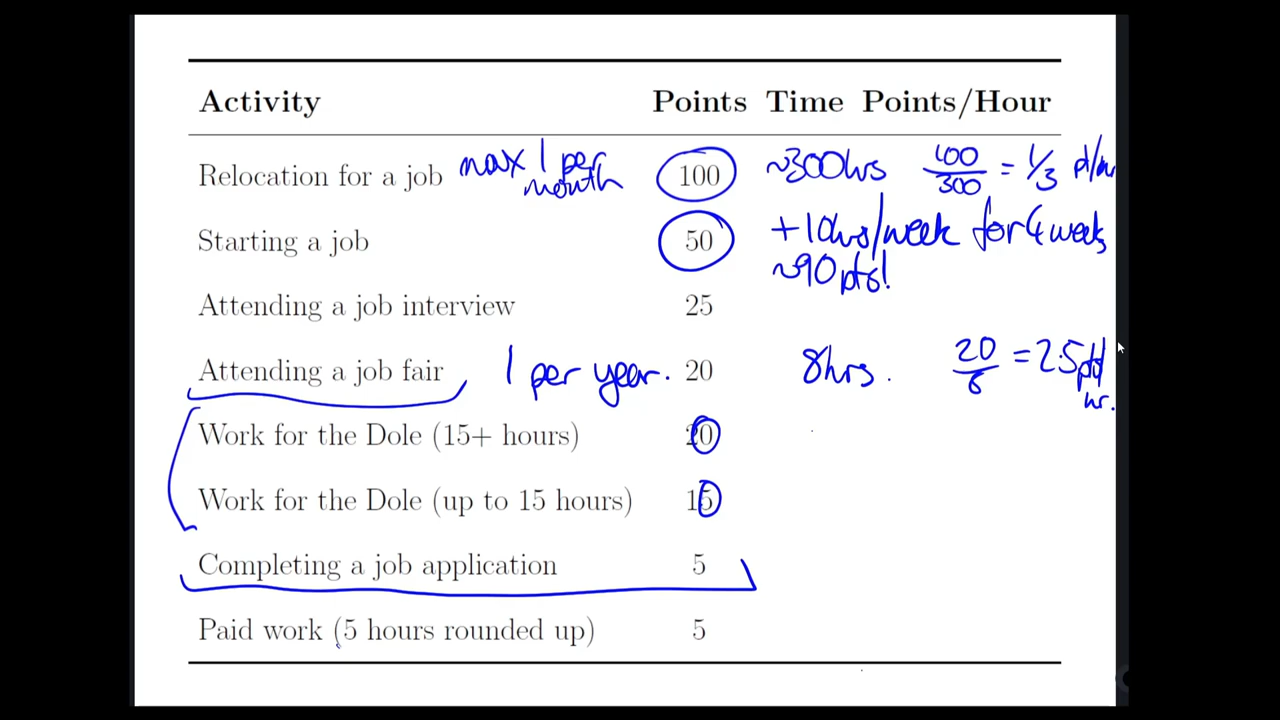 Activity Points Time Points/Hour
Relocation for a job max 1 per month 100 ~300hrs 100/300 = 1/3 pt/hr
Starting a job 50 +10hrs/week for 4 weeks
~90pts!
Attending a job interview 25
Attending a job fair 1 per year. 20 8hrs. 20/8 = 2.5 pts/hr.
Work for the Dole (15+ hours) 20
Work for the Dole (up to 15 hours) 15
Completing a job application 5
Paid work (5 hours rounded up) 5